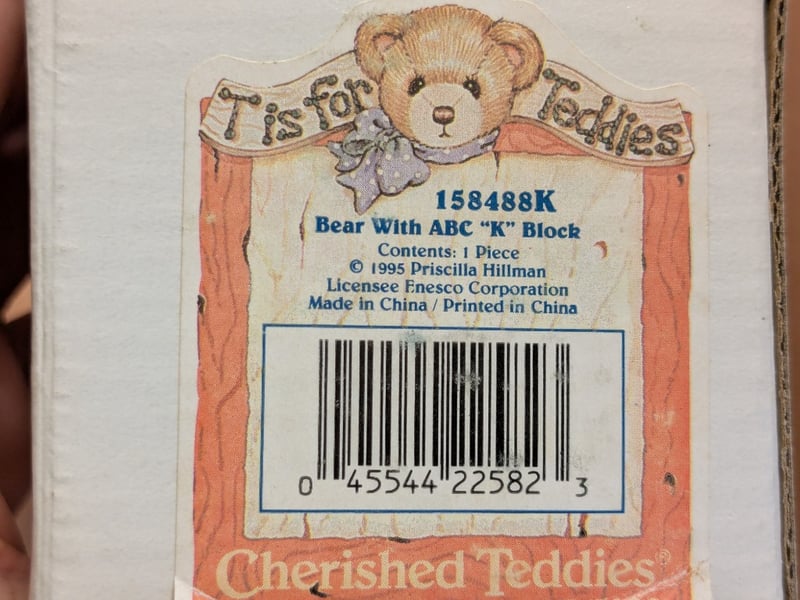 T is for Teddies
158488K
Bear With ABC "K" Block
Contents: 1 Piece
© 1995 Priscilla Hillman
Licensee Enesco Corporation
Made in China / Printed in China
0 45544 22582 3
Cherished Teddies®